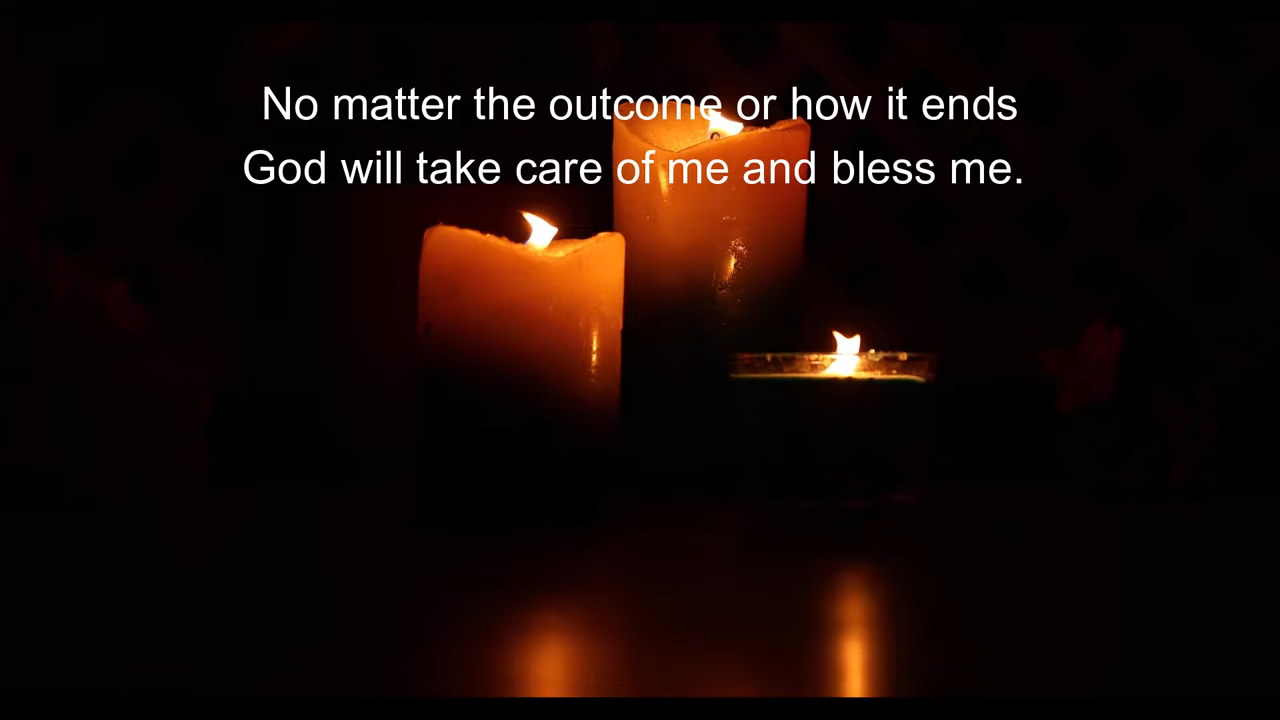 No matter the outcome or how it ends
God will take care of me and bless me.